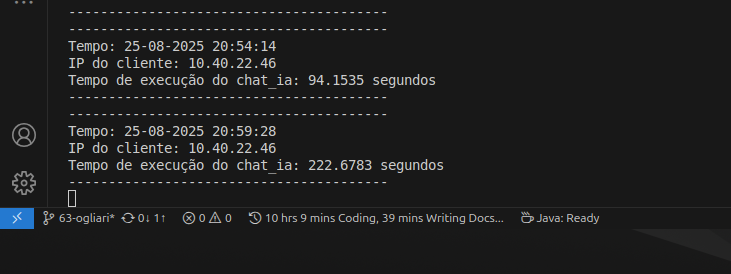 ----------------------------------------
----------------------------------------
Tempo: 25-08-2025 20:54:14
IP do cliente: 10.40.22.46
Tempo de execução do chat_ia: 94.1535 segundos
----------------------------------------
----------------------------------------
Tempo: 25-08-2025 20:59:28
IP do cliente: 10.40.22.46
Tempo de execução do chat_ia: 222.6783 segundos
----------------------------------------
63-ogliari* 0↓ 1↑ 0 0 10 hrs 9 mins Coding, 39 mins Writing Docs... Java: Ready